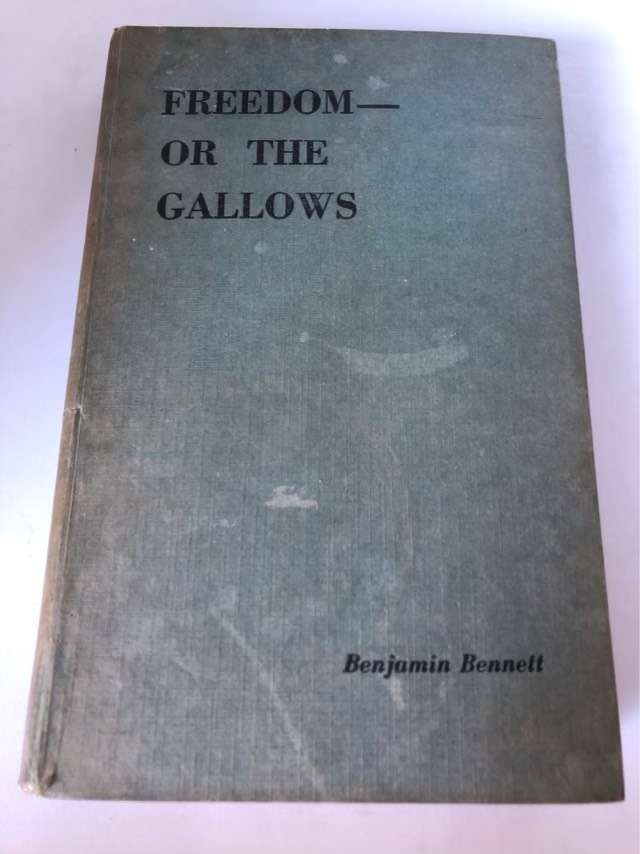 FREEDOM—
OR THE
GALLOWS
Benjamin Bennett